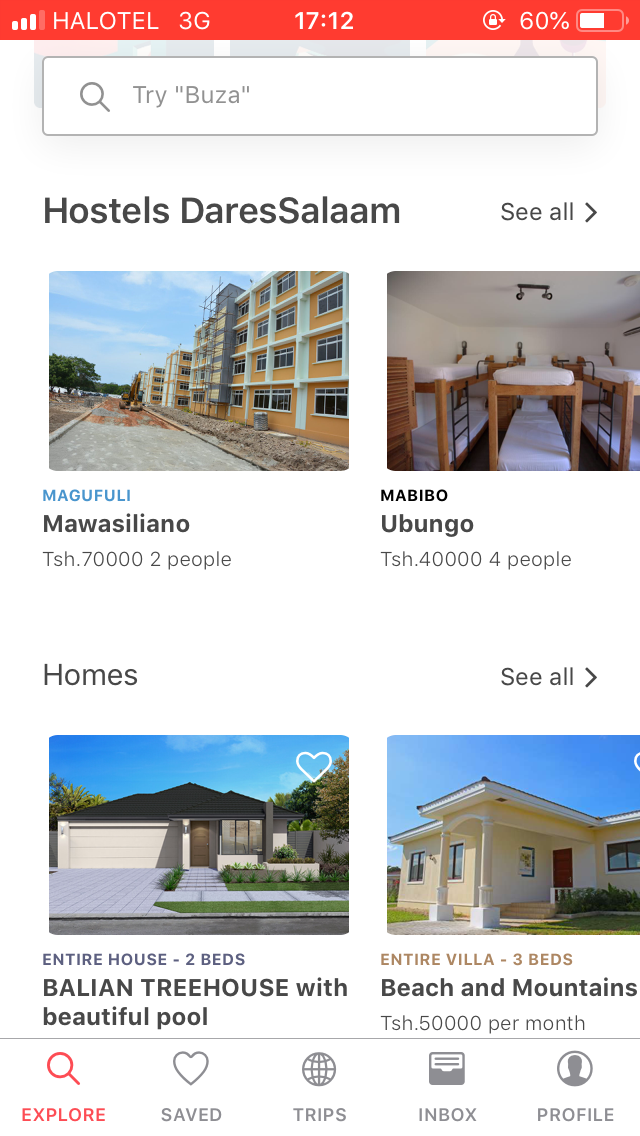 HALOTEL 3G 17:12 60%
Try "Buza"
Hostels DaresSalaam See all
MAGUFULI
Mawasiliano
Tsh.70000 2 people
MABIBO
Ubungo
Tsh.40000 4 people
Homes See all
ENTIRE HOUSE - 2 BEDS
BALIAN TREEHOUSE with
beautiful pool
ENTIRE VILLA - 3 BEDS
Beach and Mountains
Tsh.50000 per month
EXPLORE SAVED TRIPS INBOX PROFILE